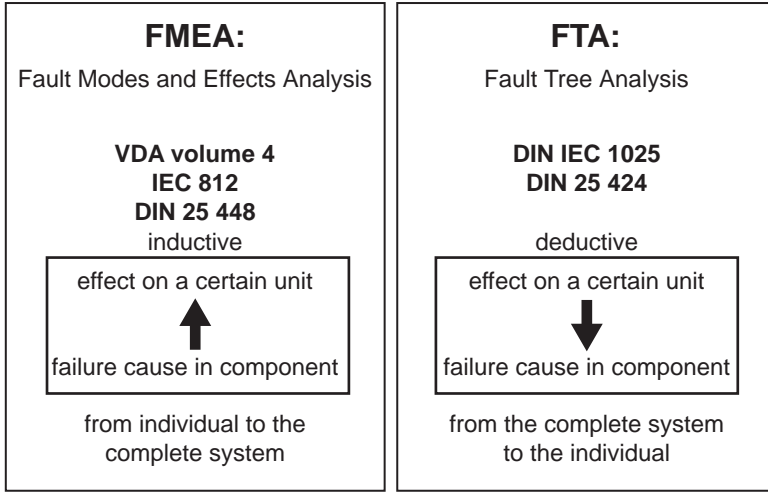 FMEA:
Fault Modes and Effects Analysis
VDA volume 4
IEC 812
DIN 25 448
inductive
effect on a certain unit
failure cause in component
from individual to the
complete system
FTA:
Fault Tree Analysis
DIN IEC 1025
DIN 25 424
deductive
effect on a certain unit
failure cause in component
from the complete system
to the individual